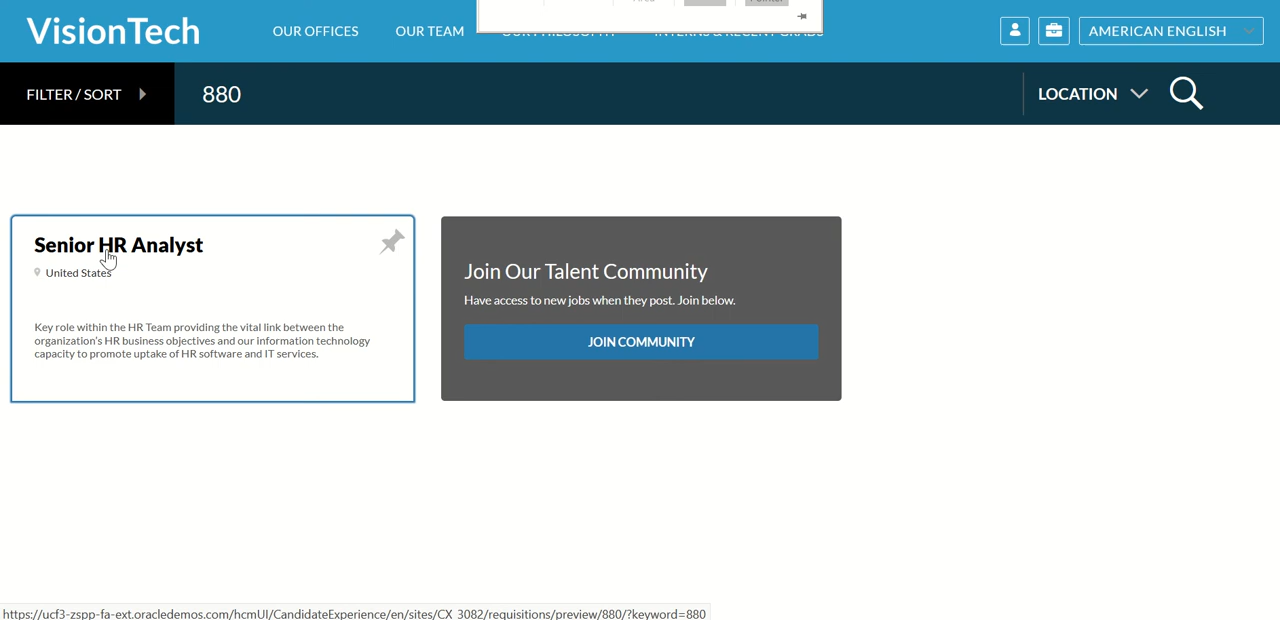 VisionTech
OUR OFFICES
OUR TEAM
AMERICAN ENGLISH
FILTER / SORT
880
LOCATION
Senior HR Analyst
United States
Key role within the HR Team providing the vital link between the
organization's HR business objectives and our information technology
capacity to promote uptake of HR software and IT services.
Join Our Talent Community
Have access to new jobs when they post. Join below.
JOIN COMMUNITY
https://ucf3-zspp-fa-ext.oracledemos.com/hcmUI/CandidateExperience/en/sites/CX_3082/requisitions/preview/880/?keyword=880